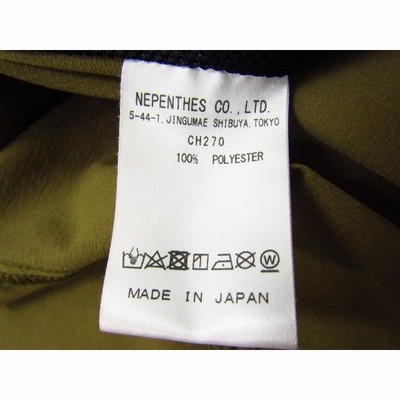 NEPENTHES CO., LTD.
5-44-1, JINGUMAE SHIBUYA, TOKYO
CH270
100% POLYESTER
W
MADE IN JAPAN